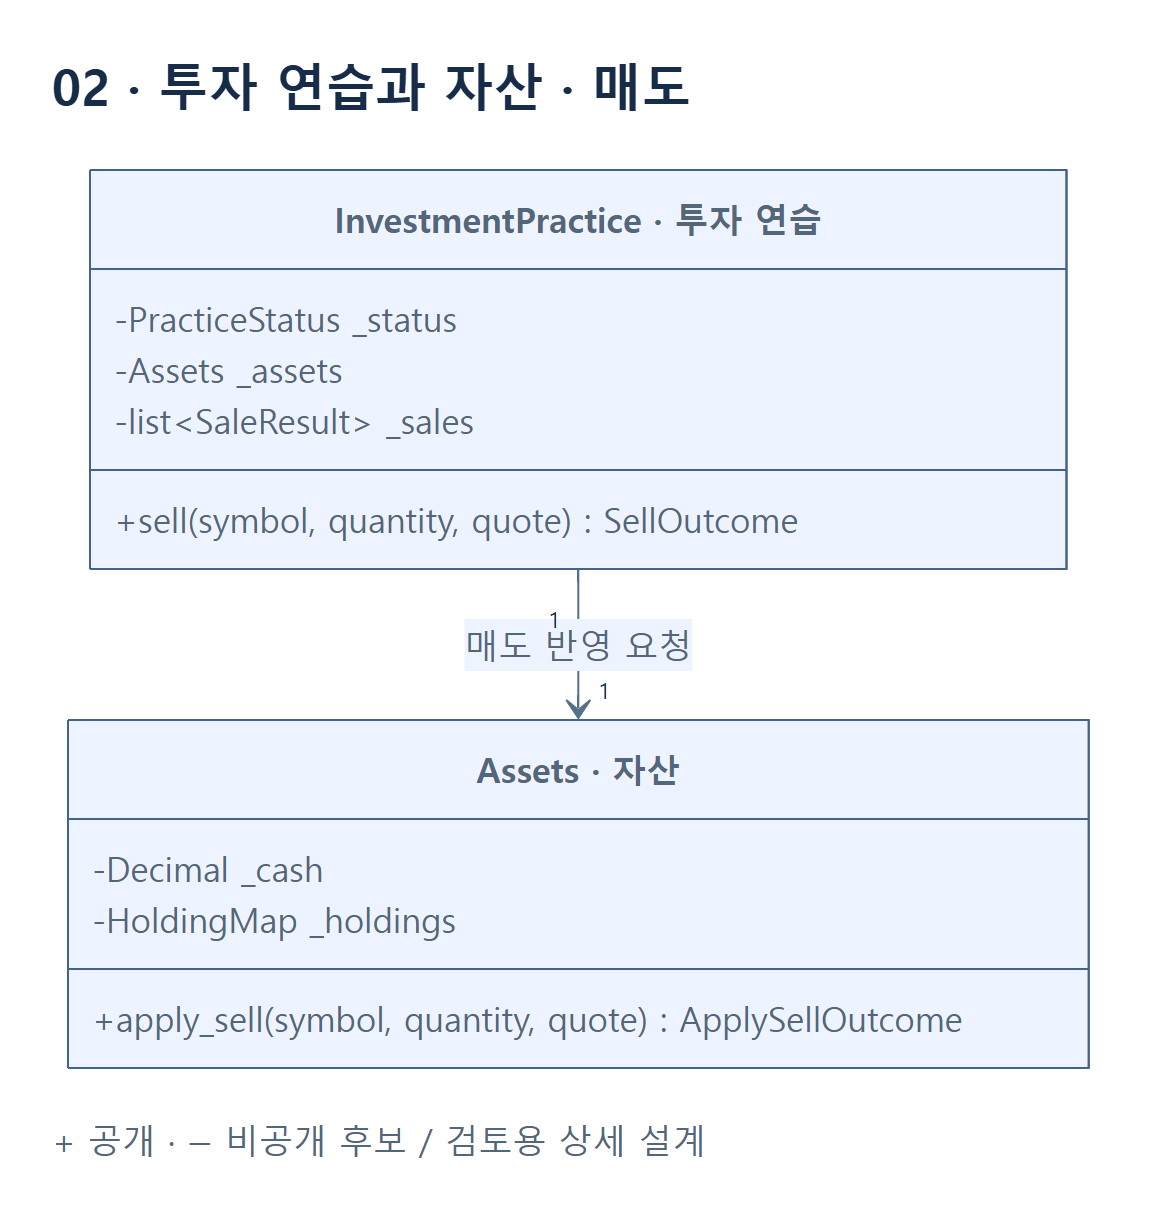 02 · 투자 연습과 자산 · 매도
InvestmentPractice · 투자 연습
-PracticeStatus _status
-Assets _assets
-list<SaleResult> _sales
+sell(symbol, quantity, quote) : SellOutcome
1
매도 반영 요청
1
Assets · 자산
-Decimal _cash
-HoldingMap _holdings
+apply_sell(symbol, quantity, quote) : ApplySellOutcome
+ 공개 · − 비공개 후보 / 검토용 상세 설계